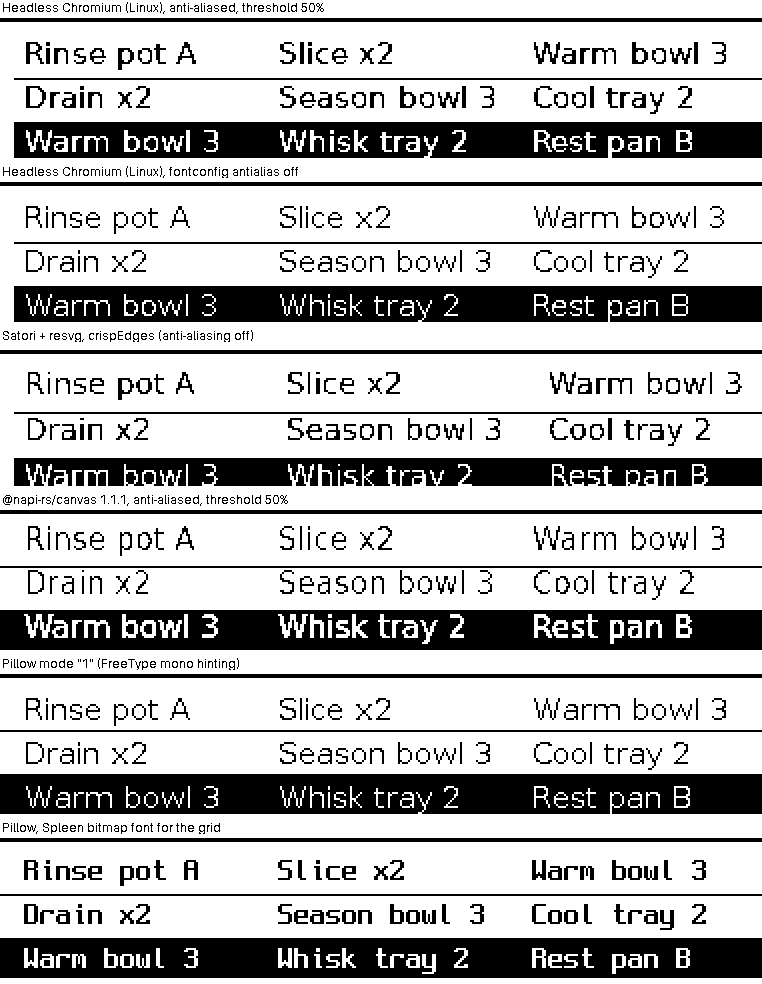 Headless Chromium (Linux), anti-aliased, threshold 50%
Rinse pot A Slice x2 Warm bowl 3
Drain x2 Season bowl 3 Cool tray 2
Warm bowl 3 Whisk tray 2 Rest pan B
Headless Chromium (Linux), fontconfig antialias off
Rinse pot A Slice x2 Warm bowl 3
Drain x2 Season bowl 3 Cool tray 2
Warm bowl 3 Whisk tray 2 Rest pan B
Satori + resvg, crispEdges (anti-aliasing off)
Rinse pot A Slice x2 Warm bowl 3
Drain x2 Season bowl 3 Cool tray 2
Warm bowl 3 Whisk tray 2 Rest pan B
@napi-rs/canvas 1.1.1, anti-aliased, threshold 50%
Rinse pot A Slice x2 Warm bowl 3
Drain x2 Season bowl 3 Cool tray 2
Warm bowl 3 Whisk tray 2 Rest pan B
Pillow mode "1" (FreeType mono hinting)
Rinse pot A Slice x2 Warm bowl 3
Drain x2 Season bowl 3 Cool tray 2
Warm bowl 3 Whisk tray 2 Rest pan B
Pillow, Spleen bitmap font for the grid
Rinse pot A Slice x2 Warm bowl 3
Drain x2 Season bowl 3 Cool tray 2
Warm bowl 3 Whisk tray 2 Rest pan B